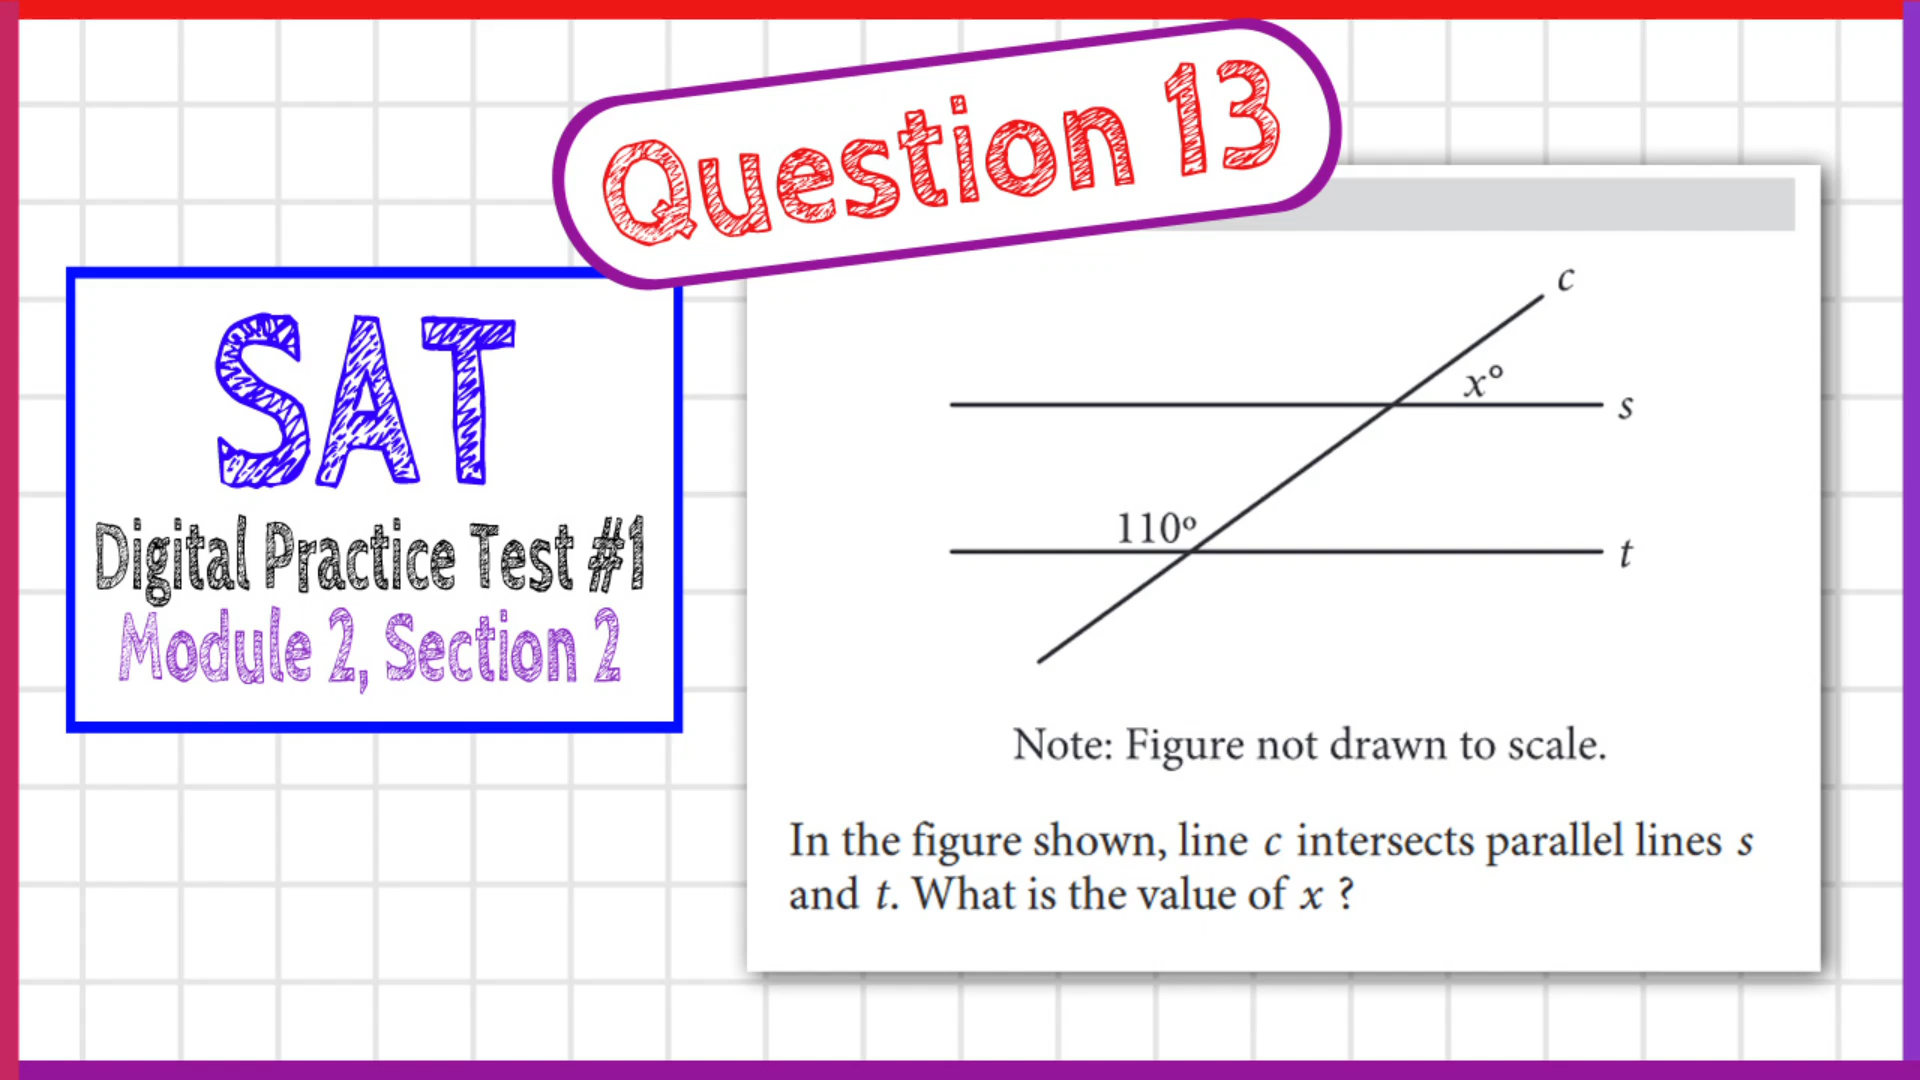 Question 13
SAT
Digital Practice Test #1
Module 2, Section 2
c
x°
s
110°
t
Note: Figure not drawn to scale.
In the figure shown, line c intersects parallel lines s
and t. What is the value of x ?